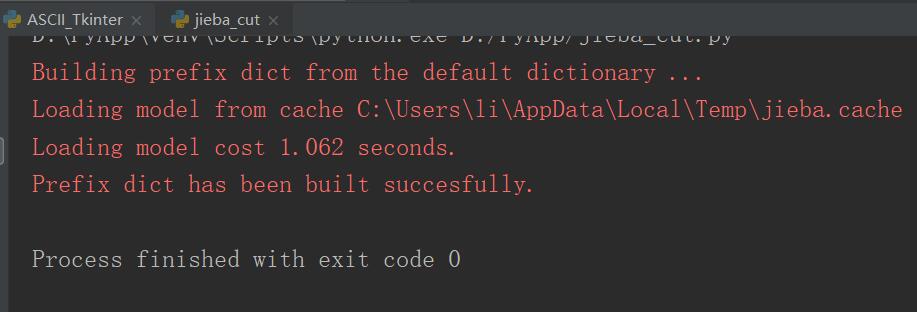 ASCII_Tkinter
jieba_cut
D:\PyApp\venv\Scripts\python.exe D:/PyApp/jieba_cut.py
Building prefix dict from the default dictionary ...
Loading model from cache C:\Users\li\AppData\Local\Temp\jieba.cache
Loading model cost 1.062 seconds.
Prefix dict has been built succesfully.
Process finished with exit code 0